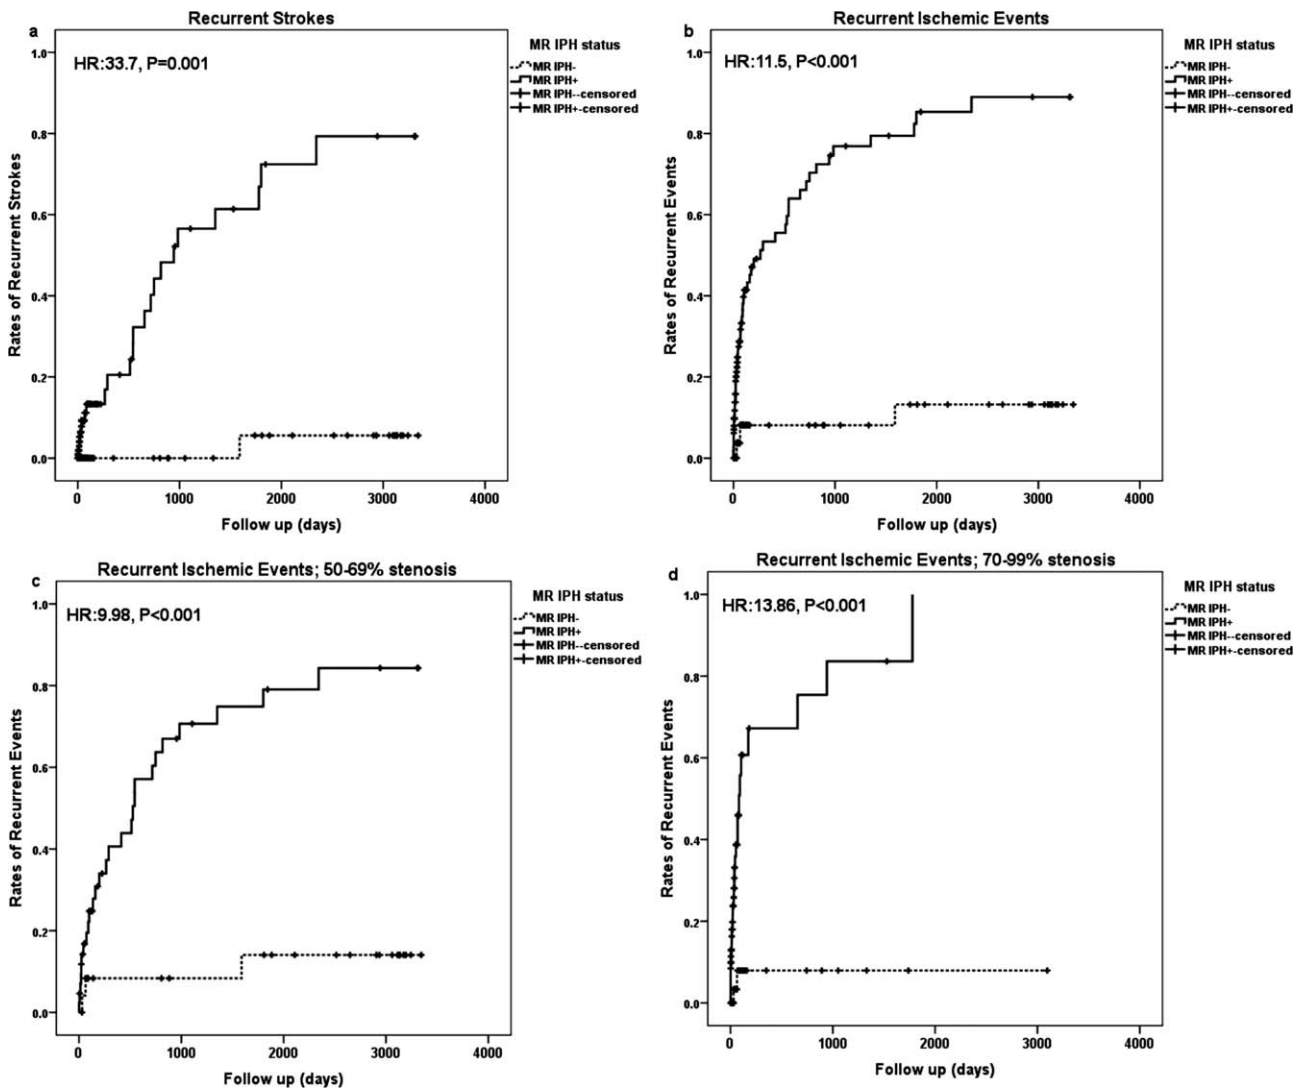 Recurrent Strokes
a
HR:33.7, P=0.001
MR IPH status
MR IPH-
MR IPH+
MR IPH--censored
MR IPH+-censored
Rates of Recurrent Strokes
1.0
0.8
0.6
0.4
0.2
0.0
0 1000 2000 3000 4000
Follow up (days)
Recurrent Ischemic Events
b
HR:11.5, P<0.001
MR IPH status
MR IPH-
MR IPH+
MR IPH--censored
MR IPH+-censored
Rates of Recurrent Events
1.0
0.8
0.6
0.4
0.2
0.0
0 1000 2000 3000 4000
Follow up (days)
Recurrent Ischemic Events; 50-69% stenosis
c
HR:9.98, P<0.001
MR IPH status
MR IPH-
MR IPH+
MR IPH--censored
MR IPH+-censored
Rates of Recurrent Events
1.0
0.8
0.6
0.4
0.2
0.0
0 1000 2000 3000 4000
Follow up (days)
Recurrent Ischemic Events; 70-99% stenosis
d
HR:13.86, P<0.001
MR IPH status
MR IPH-
MR IPH+
MR IPH--censored
MR IPH+-censored
Rates of Recurrent Events
1.0
0.8
0.6
0.4
0.2
0.0
0 1000 2000 3000 4000
Follow up (days)